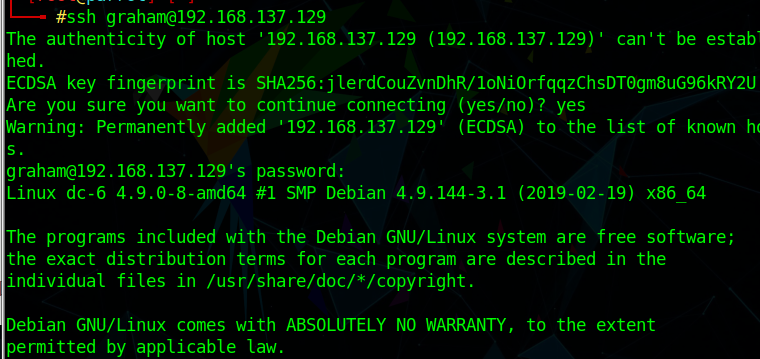 #ssh graham@192.168.137.129
The authenticity of host '192.168.137.129 (192.168.137.129)' can't be establ
hed.
ECDSA key fingerprint is SHA256:jlerdCouZvnDhR/1oNiOrfqqzChsDT0gm8uG96kRY2U
Are you sure you want to continue connecting (yes/no)? yes
Warning: Permanently added '192.168.137.129' (ECDSA) to the list of known ho
s.
graham@192.168.137.129's password:
Linux dc-6 4.9.0-8-amd64 #1 SMP Debian 4.9.144-3.1 (2019-02-19) x86_64
The programs included with the Debian GNU/Linux system are free software;
the exact distribution terms for each program are described in the
individual files in /usr/share/doc/*/copyright.
Debian GNU/Linux comes with ABSOLUTELY NO WARRANTY, to the extent
permitted by applicable law.